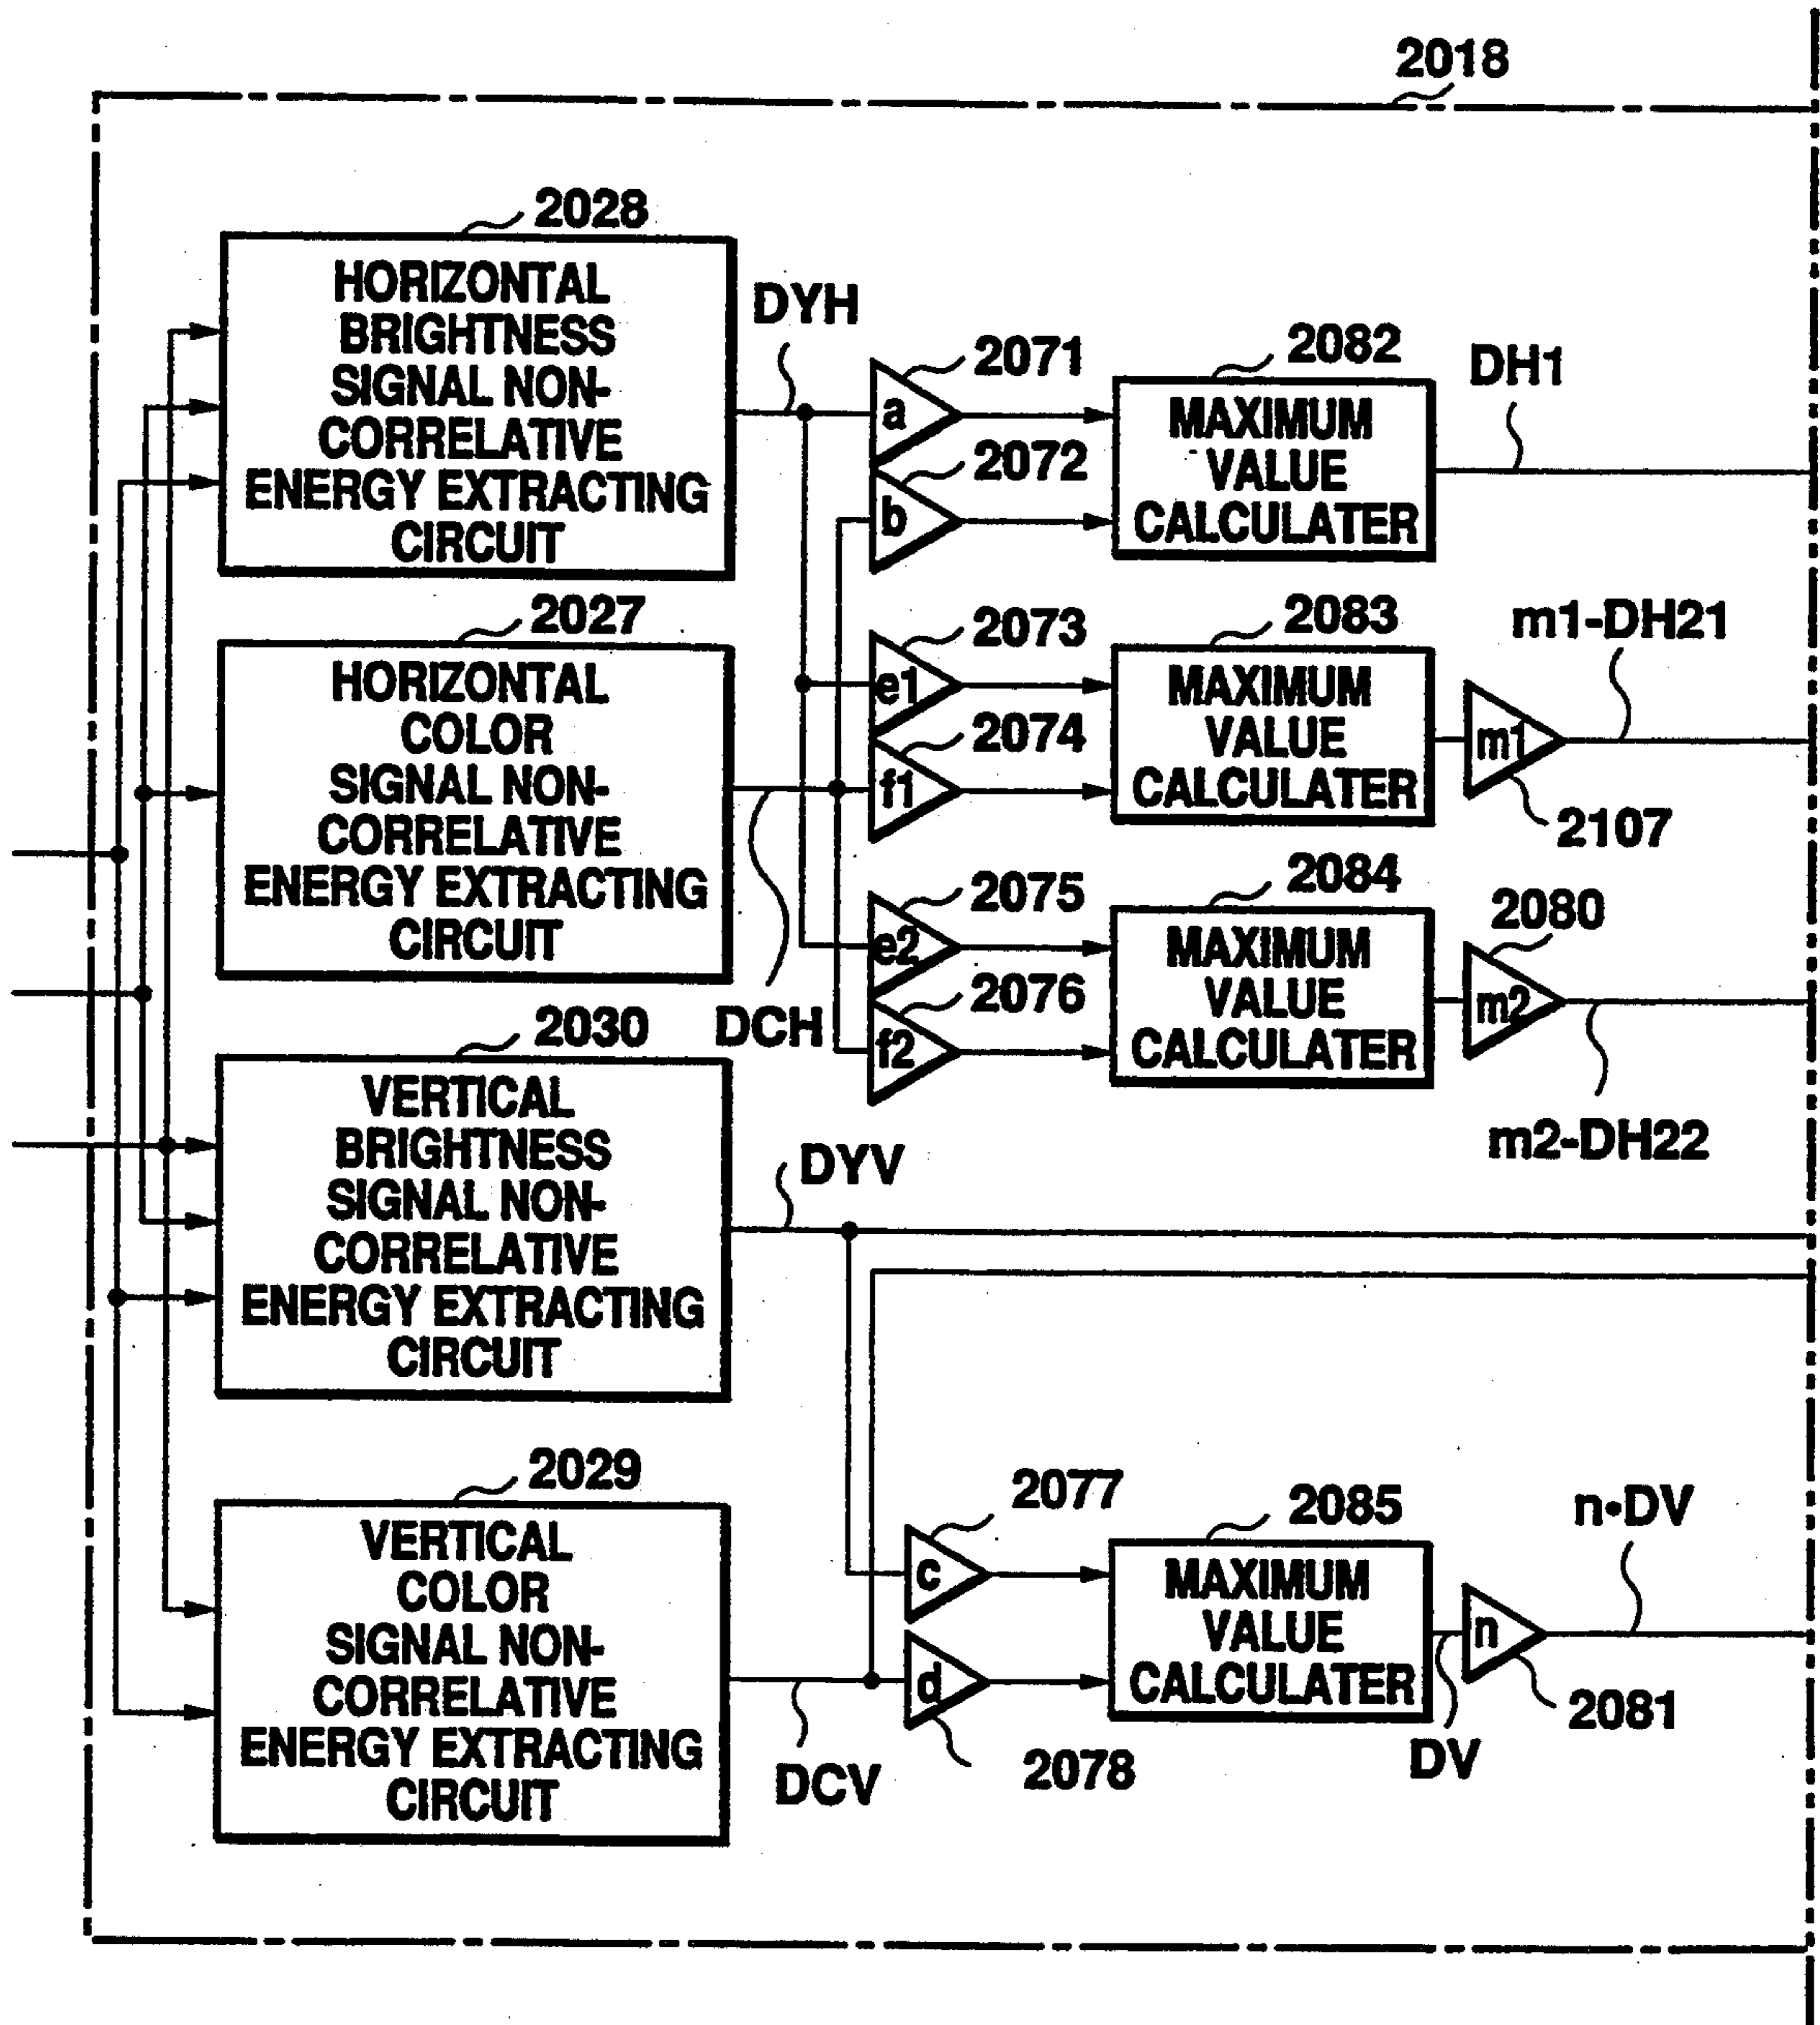 2018
2028
HORIZONTAL
BRIGHTNESS
SIGNAL NON-
CORRELATIVE
ENERGY EXTRACTING
CIRCUIT
DYH
2071
a
2072
b
2082
MAXIMUM
VALUE
CALCULATER
DH1
2027
HORIZONTAL
COLOR
SIGNAL NON-
CORRELATIVE
ENERGY EXTRACTING
CIRCUIT
DCH
2073
e1
2074
f1
2083
MAXIMUM
VALUE
CALCULATER
m1-DH21
m1
2107
2075
e2
2076
f2
2084
MAXIMUM
VALUE
CALCULATER
2080
m2
m2-DH22
2030
VERTICAL
BRIGHTNESS
SIGNAL NON-
CORRELATIVE
ENERGY EXTRACTING
CIRCUIT
DYV
2029
VERTICAL
COLOR
SIGNAL NON-
CORRELATIVE
ENERGY EXTRACTING
CIRCUIT
DCV
2077
c
d
2078
2085
MAXIMUM
VALUE
CALCULATER
DV
n•DV
n
2081